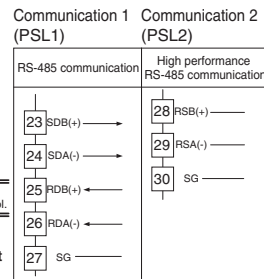 Communication 1
(PSL1)
RS-485 communication
23 SDB(+)
24 SDA(-)
25 RDB(+)
26 RDA(-)
27 SG
Communication 2
(PSL2)
High performance
RS-485 communication
28 RSB(+)
29 RSA(-)
30 SG
ol.
t